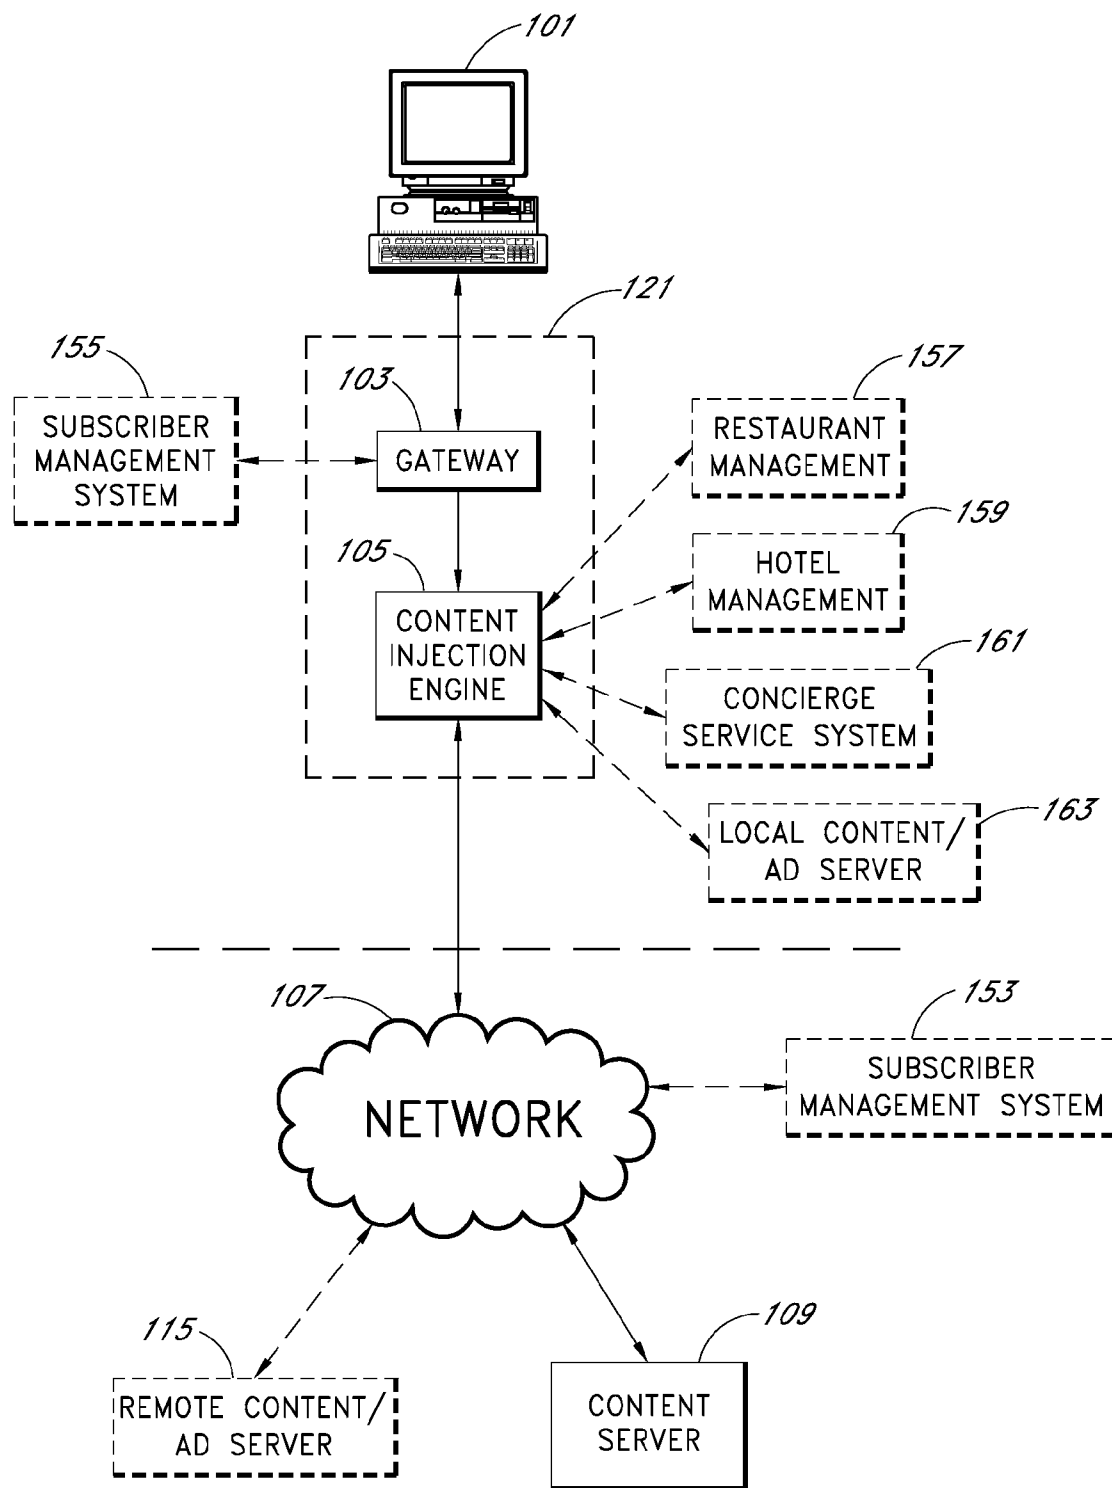 101
121
155
SUBSCRIBER
MANAGEMENT
SYSTEM
103
GATEWAY
157
RESTAURANT
MANAGEMENT
105
CONTENT
INJECTION
ENGINE
159
HOTEL
MANAGEMENT
161
CONCIERGE
SERVICE SYSTEM
163
LOCAL CONTENT/
AD SERVER
107
NETWORK
153
SUBSCRIBER
MANAGEMENT SYSTEM
115
REMOTE CONTENT/
AD SERVER
109
CONTENT
SERVER